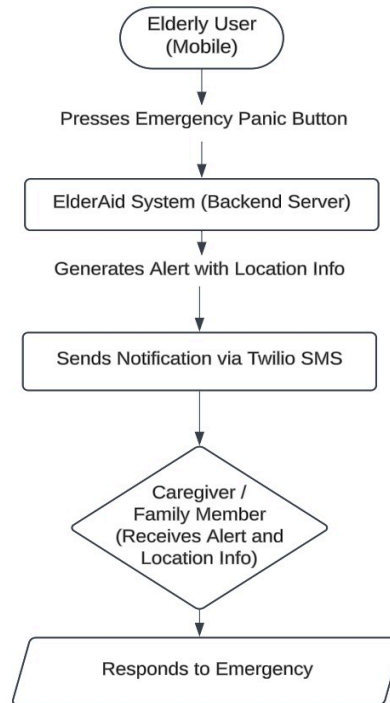 Elderly User
(Mobile)
Presses Emergency Panic Button
ElderAid System (Backend Server)
Generates Alert with Location Info
Sends Notification via Twilio SMS
Caregiver /
Family Member
(Receives Alert and
Location Info)
Responds to Emergency